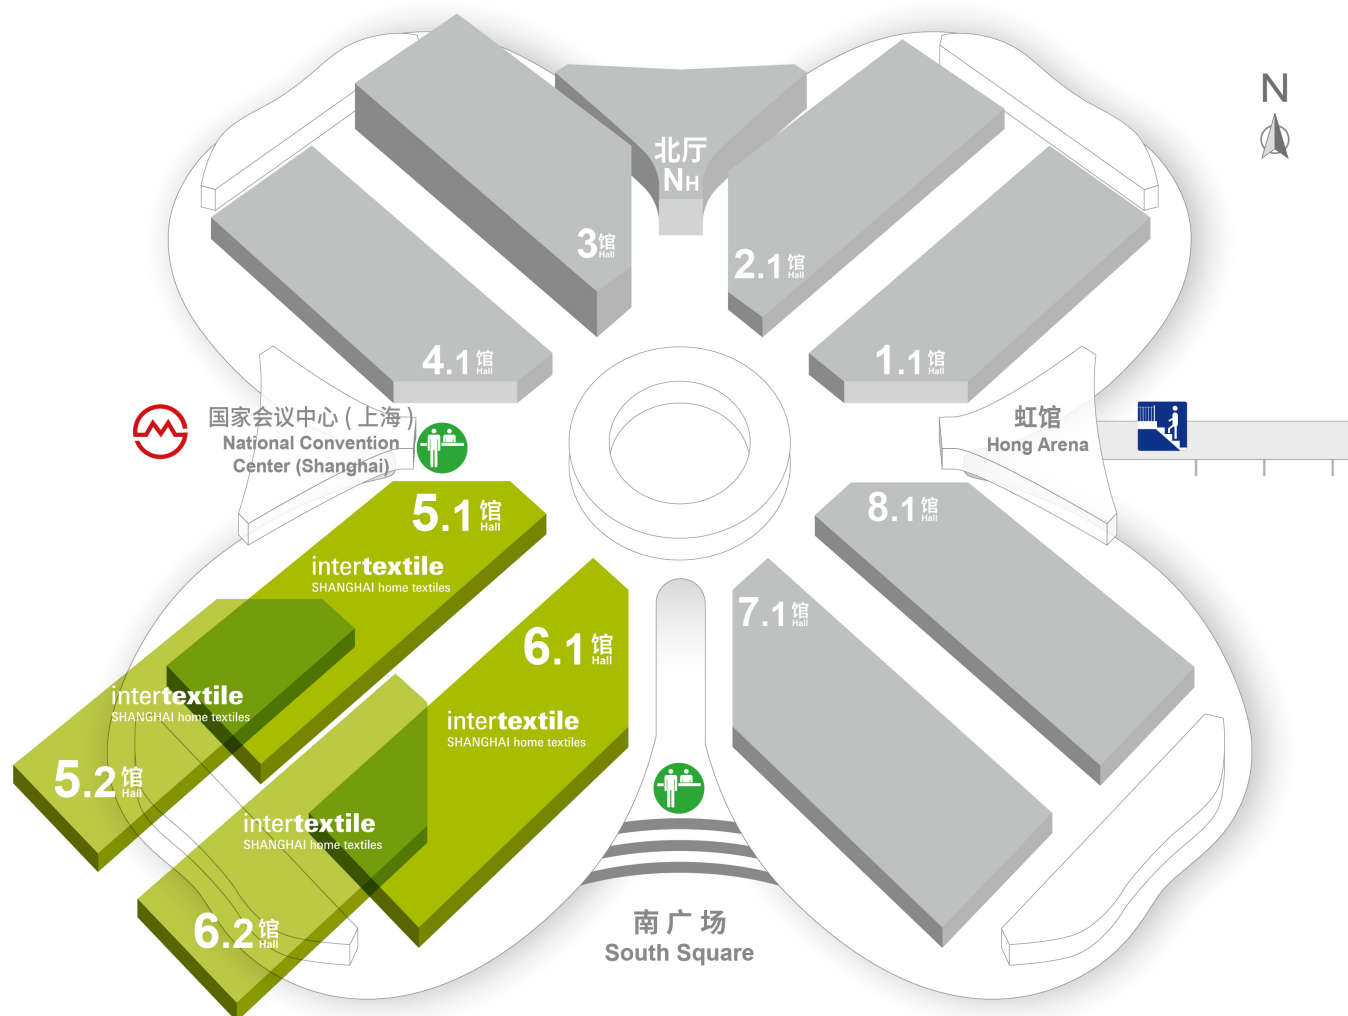 N
北厅
NH
3馆
Hall
2.1馆
Hall
4.1馆
Hall
1.1馆
Hall
国家会议中心 ( 上海 )
National Convention
Center (Shanghai)
虹馆
Hong Arena
5.1馆
Hall
intertextile
SHANGHAI home textiles
8.1馆
Hall
7.1馆
Hall
6.1馆
Hall
intertextile
SHANGHAI home textiles
intertextile
SHANGHAI home textiles
5.2馆
Hall
intertextile
SHANGHAI home textiles
6.2馆
Hall
南广场
South Square